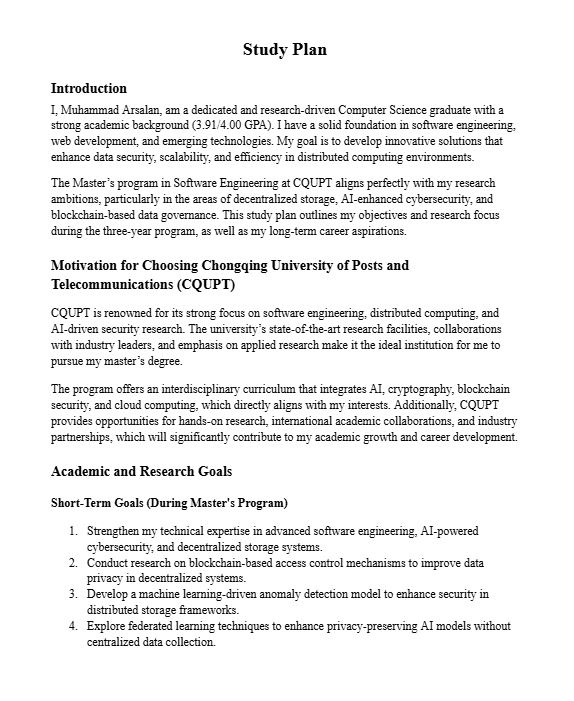 Study Plan
Introduction
I, Muhammad Arsalan, am a dedicated and research-driven Computer Science graduate with a
strong academic background (3.91/4.00 GPA). I have a solid foundation in software engineering,
web development, and emerging technologies. My goal is to develop innovative solutions that
enhance data security, scalability, and efficiency in distributed computing environments.
The Master's program in Software Engineering at CQUPT aligns perfectly with my research
ambitions, particularly in the areas of decentralized storage, AI-enhanced cybersecurity, and
blockchain-based data governance. This study plan outlines my objectives and research focus
during the three-year program, as well as my long-term career aspirations.
Motivation for Choosing Chongqing University of Posts and
Telecommunications (CQUPT)
CQUPT is renowned for its strong focus on software engineering, distributed computing, and
AI-driven security research. The university's state-of-the-art research facilities, collaborations
with industry leaders, and emphasis on applied research make it the ideal institution for me to
pursue my master's degree.
The program offers an interdisciplinary curriculum that integrates AI, cryptography, blockchain
security, and cloud computing, which directly aligns with my interests. Additionally, CQUPT
provides opportunities for hands-on research, international academic collaborations, and industry
partnerships, which will significantly contribute to my academic growth and career development.
Academic and Research Goals
Short-Term Goals (During Master's Program)
1. Strengthen my technical expertise in advanced software engineering, AI-powered
cybersecurity, and decentralized storage systems.
2. Conduct research on blockchain-based access control mechanisms to improve data
privacy in decentralized systems.
3. Develop a machine learning-driven anomaly detection model to enhance security in
distributed storage frameworks.
4. Explore federated learning techniques to enhance privacy-preserving AI models without
centralized data collection.